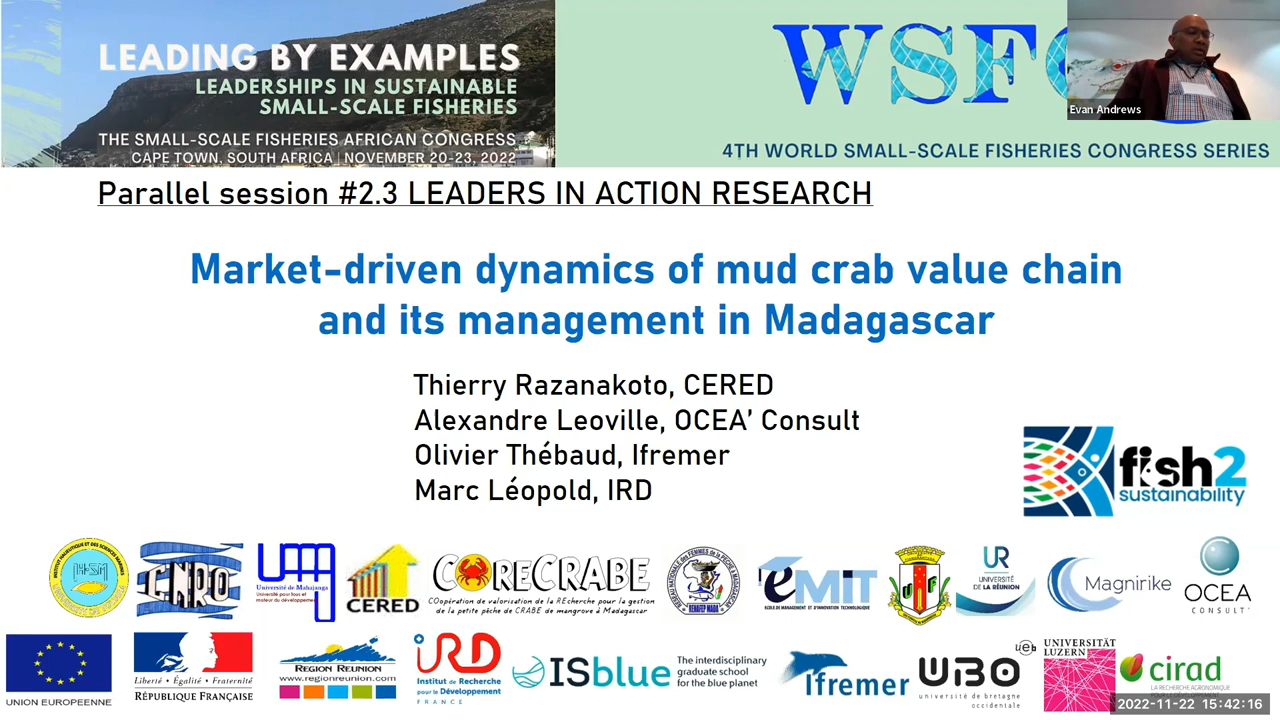 LEADING BY EXAMPLES
LEADERSHIPS IN SUSTAINABLE
SMALL-SCALE FISHERIES
THE SMALL-SCALE FISHERIES AFRICAN CONGRESS
CAPE TOWN, SOUTH AFRICA | NOVEMBER 20-23, 2022
WSF
Evan Andrews
4TH WORLD SMALL-SCALE FISHERIES CONGRESS SERIES
Parallel session #2.3 LEADERS IN ACTION RESEARCH
Market-driven dynamics of mud crab value chain
and its management in Madagascar
Thierry Razanakoto, CERED
Alexandre Leoville, OCEA’ Consult
Olivier Thébaud, Ifremer
Marc Léopold, IRD
fish2
sustainability
CERED
CORECRABE
COopération de valorisation de la REcherche pour la gestion
de la petite pêche de CRABE de mangrove à Madagascar
Université de Mahajanga
EMIT
ECOLE DE MANAGEMENT ET D'INNOVATION TECHNOLOGIQUE
UR
UNIVERSITÉ
DE LA RÉUNION
Magnirike
OCEA
CONSULT'
UNION EUROPÉENNE
Liberté • Égalité • Fraternité
RÉPUBLIQUE FRANÇAISE
REGION REUNION
www.regionreunion.com
IRD
Institut de Recherche
pour le Développement
FRANCE
ISblue
The interdisciplinary
graduate school
for the blue planet
Ifremer
ueb
UBO
université de bretagne
occidentale
UNIVERSITÄT
LUZERN
cirad
LA RECHERCHE AGRONOMIQUE
2022-11-22 15:42:16